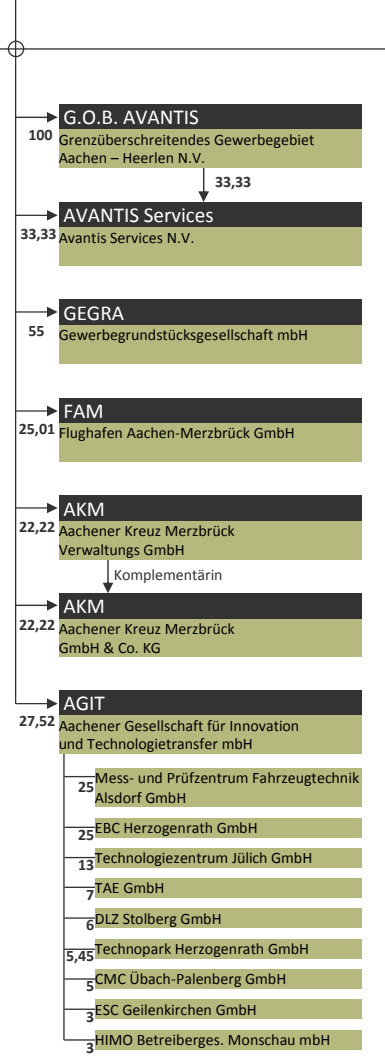 G.O.B. AVANTIS
100
Grenzüberschreitendes Gewerbegebiet
Aachen – Heerlen N.V.
33,33
AVANTIS Services
33,33
Avantis Services N.V.
GEGRA
55
Gewerbegrundstücksgesellschaft mbH
FAM
25,01
Flughafen Aachen-Merzbrück GmbH
AKM
22,22
Aachener Kreuz Merzbrück
Verwaltungs GmbH
Komplementärin
AKM
22,22
Aachener Kreuz Merzbrück
GmbH & Co. KG
AGIT
27,52
Aachener Gesellschaft für Innovation
und Technologietransfer mbH
25
Mess- und Prüfzentrum Fahrzeugtechnik
Alsdorf GmbH
25
EBC Herzogenrath GmbH
13
Technologiezentrum Jülich GmbH
7
TAE GmbH
6
DLZ Stolberg GmbH
5,45
Technopark Herzogenrath GmbH
5
CMC Übach-Palenberg GmbH
3
ESC Geilenkirchen GmbH
3
HIMO Betreiberges. Monschau mbH